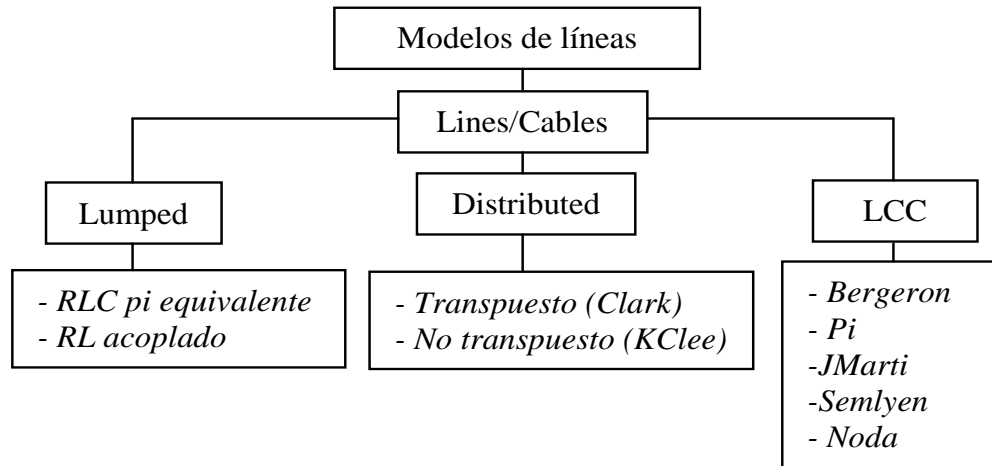 Modelos de líneas
Lines/Cables
Lumped
Distributed
LCC
- RLC pi equivalente
- RL acoplado
- Transpuesto (Clark)
- No transpuesto (KClee)
- Bergeron
- Pi
-JMarti
-Semlyen
- Noda